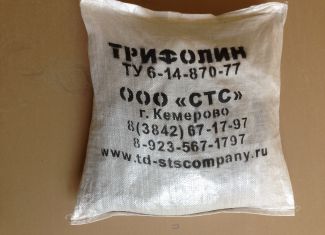 ТРИФОЛИН
ТУ 6-14-870-77
ООО «СТС»
г. Кемерово
8(3842) 67-17-97
8-923-567-1797
www.td-stscompany.ru